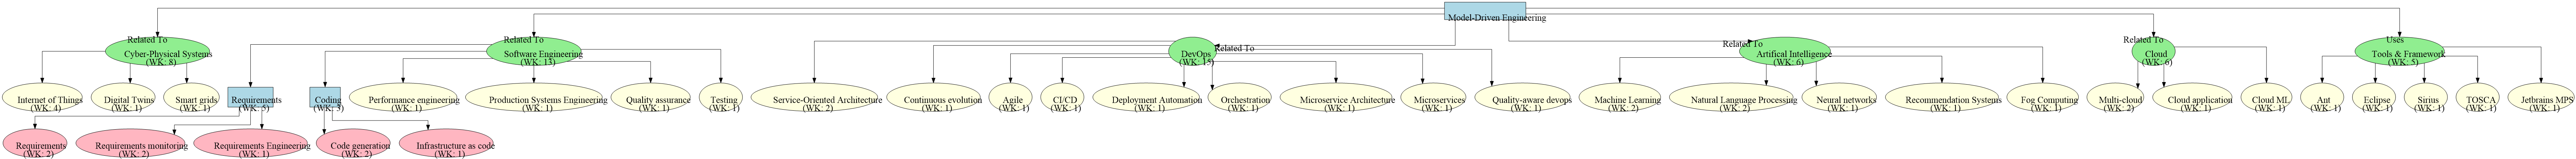 Model-Driven Engineering
Related To
Cyber-Physical Systems
(WK: 8)
Related To
Software Engineering
(WK: 13)
DevOps
(WK: 15)
Related To
Related To
Artifical Intelligence
(WK: 6)
Related To
Cloud
(WK: 6)
Uses
Tools & Framework
(WK: 5)
Internet of Things
(WK: 4)
Digital Twins
(WK: 1)
Smart grids
(WK: 1)
Requirements
(WK: 5)
Coding
(WK: 3)
Performance engineering
(WK: 1)
Production Systems Engineering
(WK: 1)
Quality assurance
(WK: 1)
Testing
(WK: 1)
Service-Oriented Architecture
(WK: 2)
Continuous evolution
(WK: 1)
Agile
(WK: 1)
CI/CD
(WK: 1)
Deployment Automation
(WK: 1)
Orchestration
(WK: 1)
Microservice Architecture
(WK: 1)
Microservices
(WK: 1)
Quality-aware devops
(WK: 1)
Machine Learning
(WK: 2)
Natural Language Processing
(WK: 2)
Neural networks
(WK: 1)
Recommendation Systems
(WK: 1)
Fog Computing
(WK: 1)
Multi-cloud
(WK: 2)
Cloud application
(WK: 1)
Cloud ML
(WK: 1)
Ant
(WK: 1)
Eclipse
(WK: 1)
Sirius
(WK: 1)
TOSCA
(WK: 1)
Jetbrains MPS
(WK: 1)
Requirements
(WK: 2)
Requirements monitoring
(WK: 2)
Requirements Engineering
(WK: 1)
Code generation
(WK: 2)
Infrastructure as code
(WK: 1)